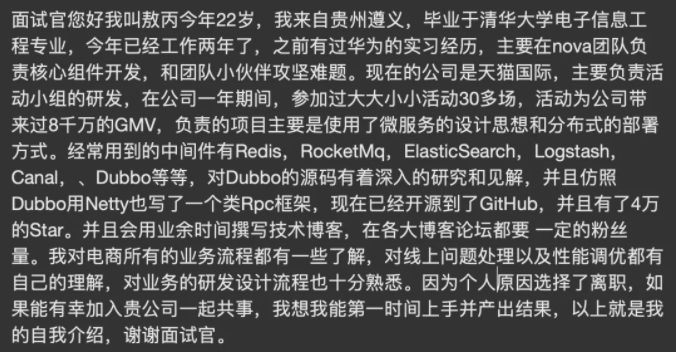 面试官您好我叫敖丙今年22岁，我来自贵州遵义，毕业于清华大学电子信息工
程专业，今年已经工作两年了，之前有过华为的实习经历，主要在nova团队负
责核心组件开发，和团队小伙伴攻坚难题。现在的公司是天猫国际，主要负责活
动小组的研发，在公司一年期间，参加过大大小小活动30多场，活动为公司带
来过8千万的GMV，负责的项目主要是使用了微服务的设计思想和分布式的部署
方式。经常用到的中间件有Redis，RocketMq，ElasticSearch，Logstash，
Canal，、Dubbo等等，对Dubbo的源码有着深入的研究和见解，并且仿照
Dubbo用Netty也写了一个类Rpc框架，现在已经开源到了GitHub，并且有了4万
的Star。并且会用业余时间撰写技术博客，在各大博客论坛都要 一定的粉丝
量。我对电商所有的业务流程都有一些了解，对线上问题处理以及性能调优都有
自己的理解，对业务的研发设计流程也十分熟悉。因为个人原因选择了离职，如
果能有幸加入贵公司一起共事，我想我能第一时间上手并产出结果，以上就是我
的自我介绍，谢谢面试官。